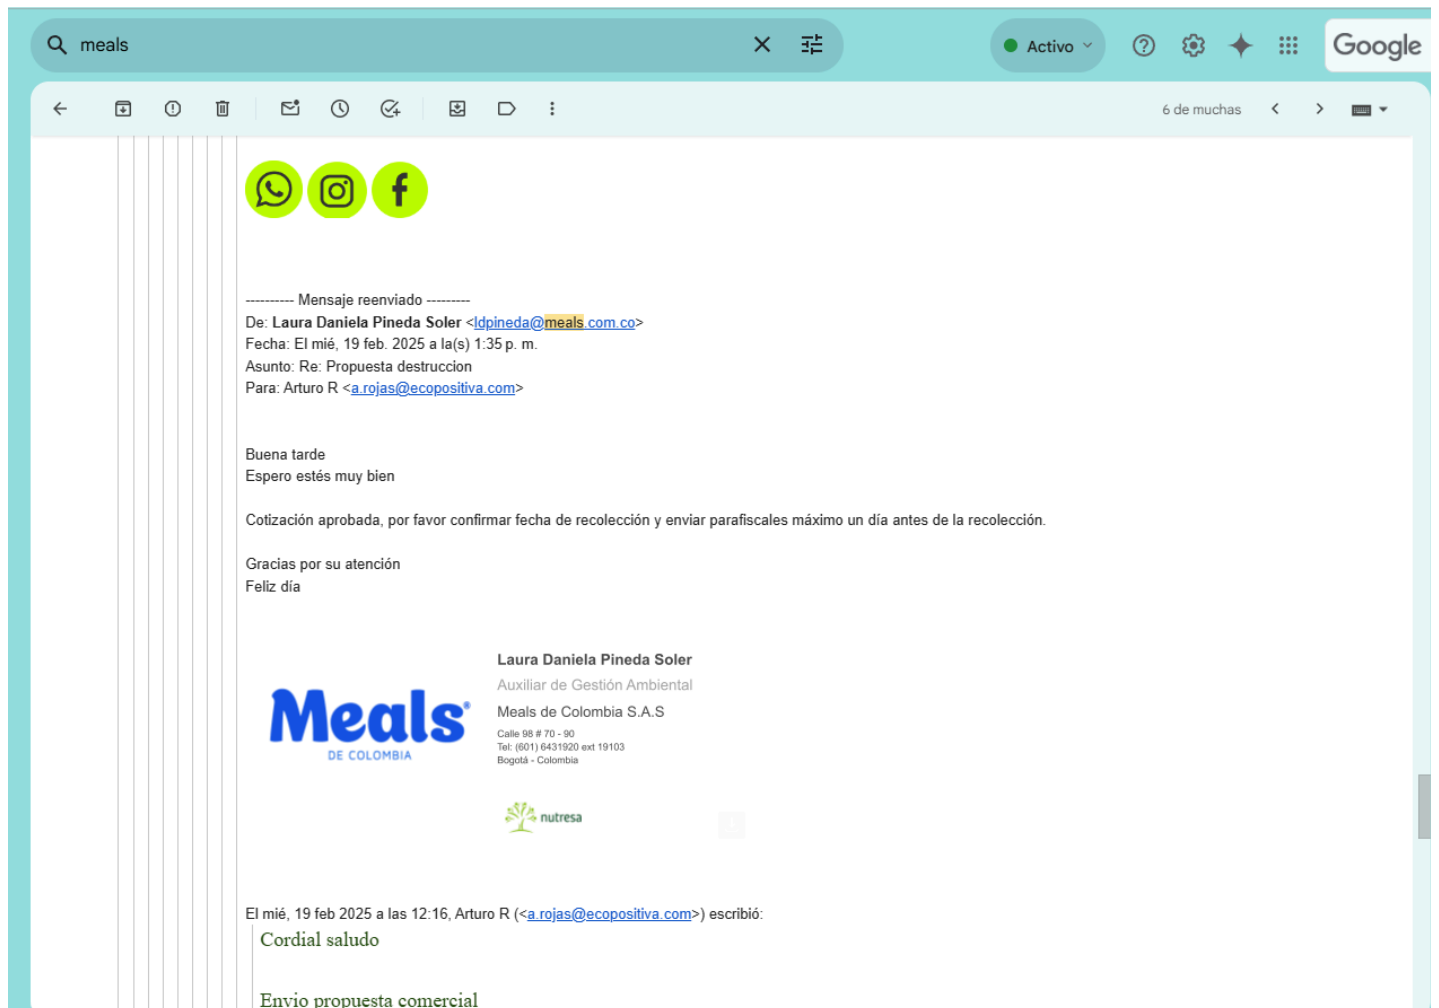 meals
Activo
Google
6 de muchas
---------- Mensaje reenviado ---------
De: Laura Daniela Pineda Soler <ldpineda@meals.com.co>
Fecha: El mié, 19 feb. 2025 a la(s) 1:35 p. m.
Asunto: Re: Propuesta destruccion
Para: Arturo R <a.rojas@ecopositiva.com>
Buena tarde
Espero estés muy bien
Cotización aprobada, por favor confirmar fecha de recolección y enviar parafiscales máximo un día antes de la recolección.
Gracias por su atención
Feliz día
Meals®
DE COLOMBIA
Laura Daniela Pineda Soler
Auxiliar de Gestión Ambiental
Meals de Colombia S.A.S
Calle 98 # 70 - 90
Tel: (601) 6431920 ext 19103
Bogotá - Colombia
nutresa
El mié, 19 feb 2025 a las 12:16, Arturo R (<a.rojas@ecopositiva.com>) escribió:
Cordial saludo
Envio propuesta comercial